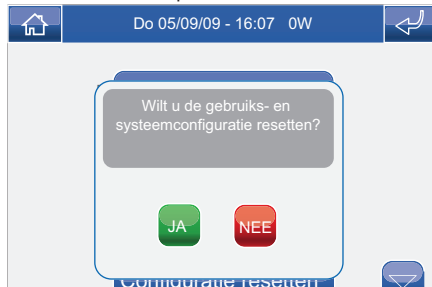 Do 05/09/09 - 16:07 0W
Wilt u de gebruiks- en
systeemconfiguratie resetten?
JA NEE
Configuratie resetten